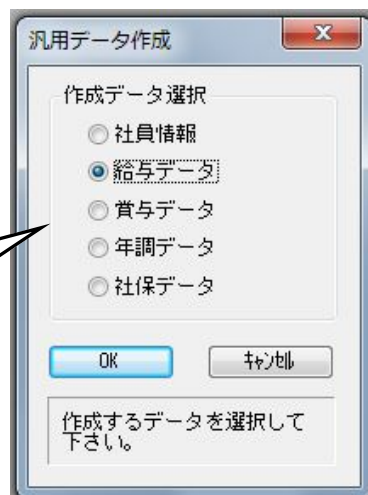 汎用データ作成
作成データ選択
社員情報
給与データ
賞与データ
年調データ
社保データ
OK
ｷｬﾝｾﾙ
作成するデータを選択して
下さい。